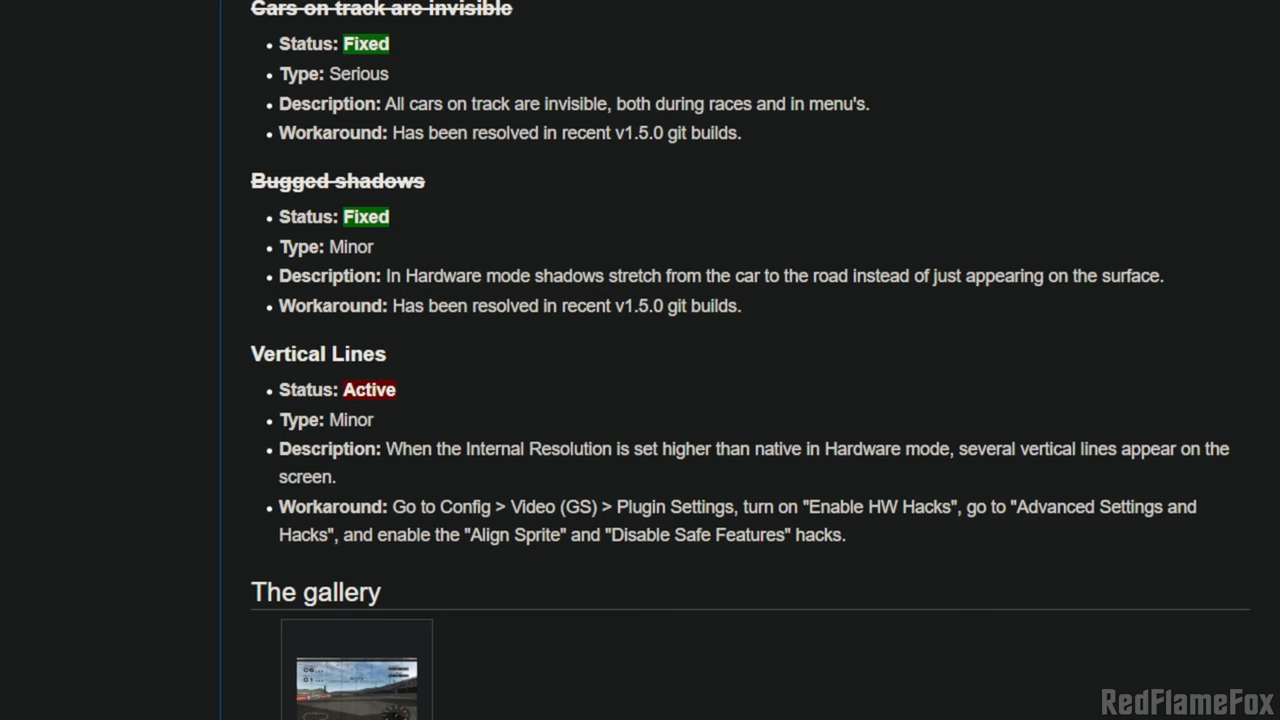 Cars on track are invisible
Status: Fixed
Type: Serious
Description: All cars on track are invisible, both during races and in menu's.
Workaround: Has been resolved in recent v1.5.0 git builds.
Bugged shadows
Status: Fixed
Type: Minor
Description: In Hardware mode shadows stretch from the car to the road instead of just appearing on the surface.
Workaround: Has been resolved in recent v1.5.0 git builds.
Vertical Lines
Status: Active
Type: Minor
Description: When the Internal Resolution is set higher than native in Hardware mode, several vertical lines appear on the
screen.
Workaround: Go to Config > Video (GS) > Plugin Settings, turn on "Enable HW Hacks", go to "Advanced Settings and
Hacks", and enable the "Align Sprite" and "Disable Safe Features" hacks.
The gallery
RedFlameFox